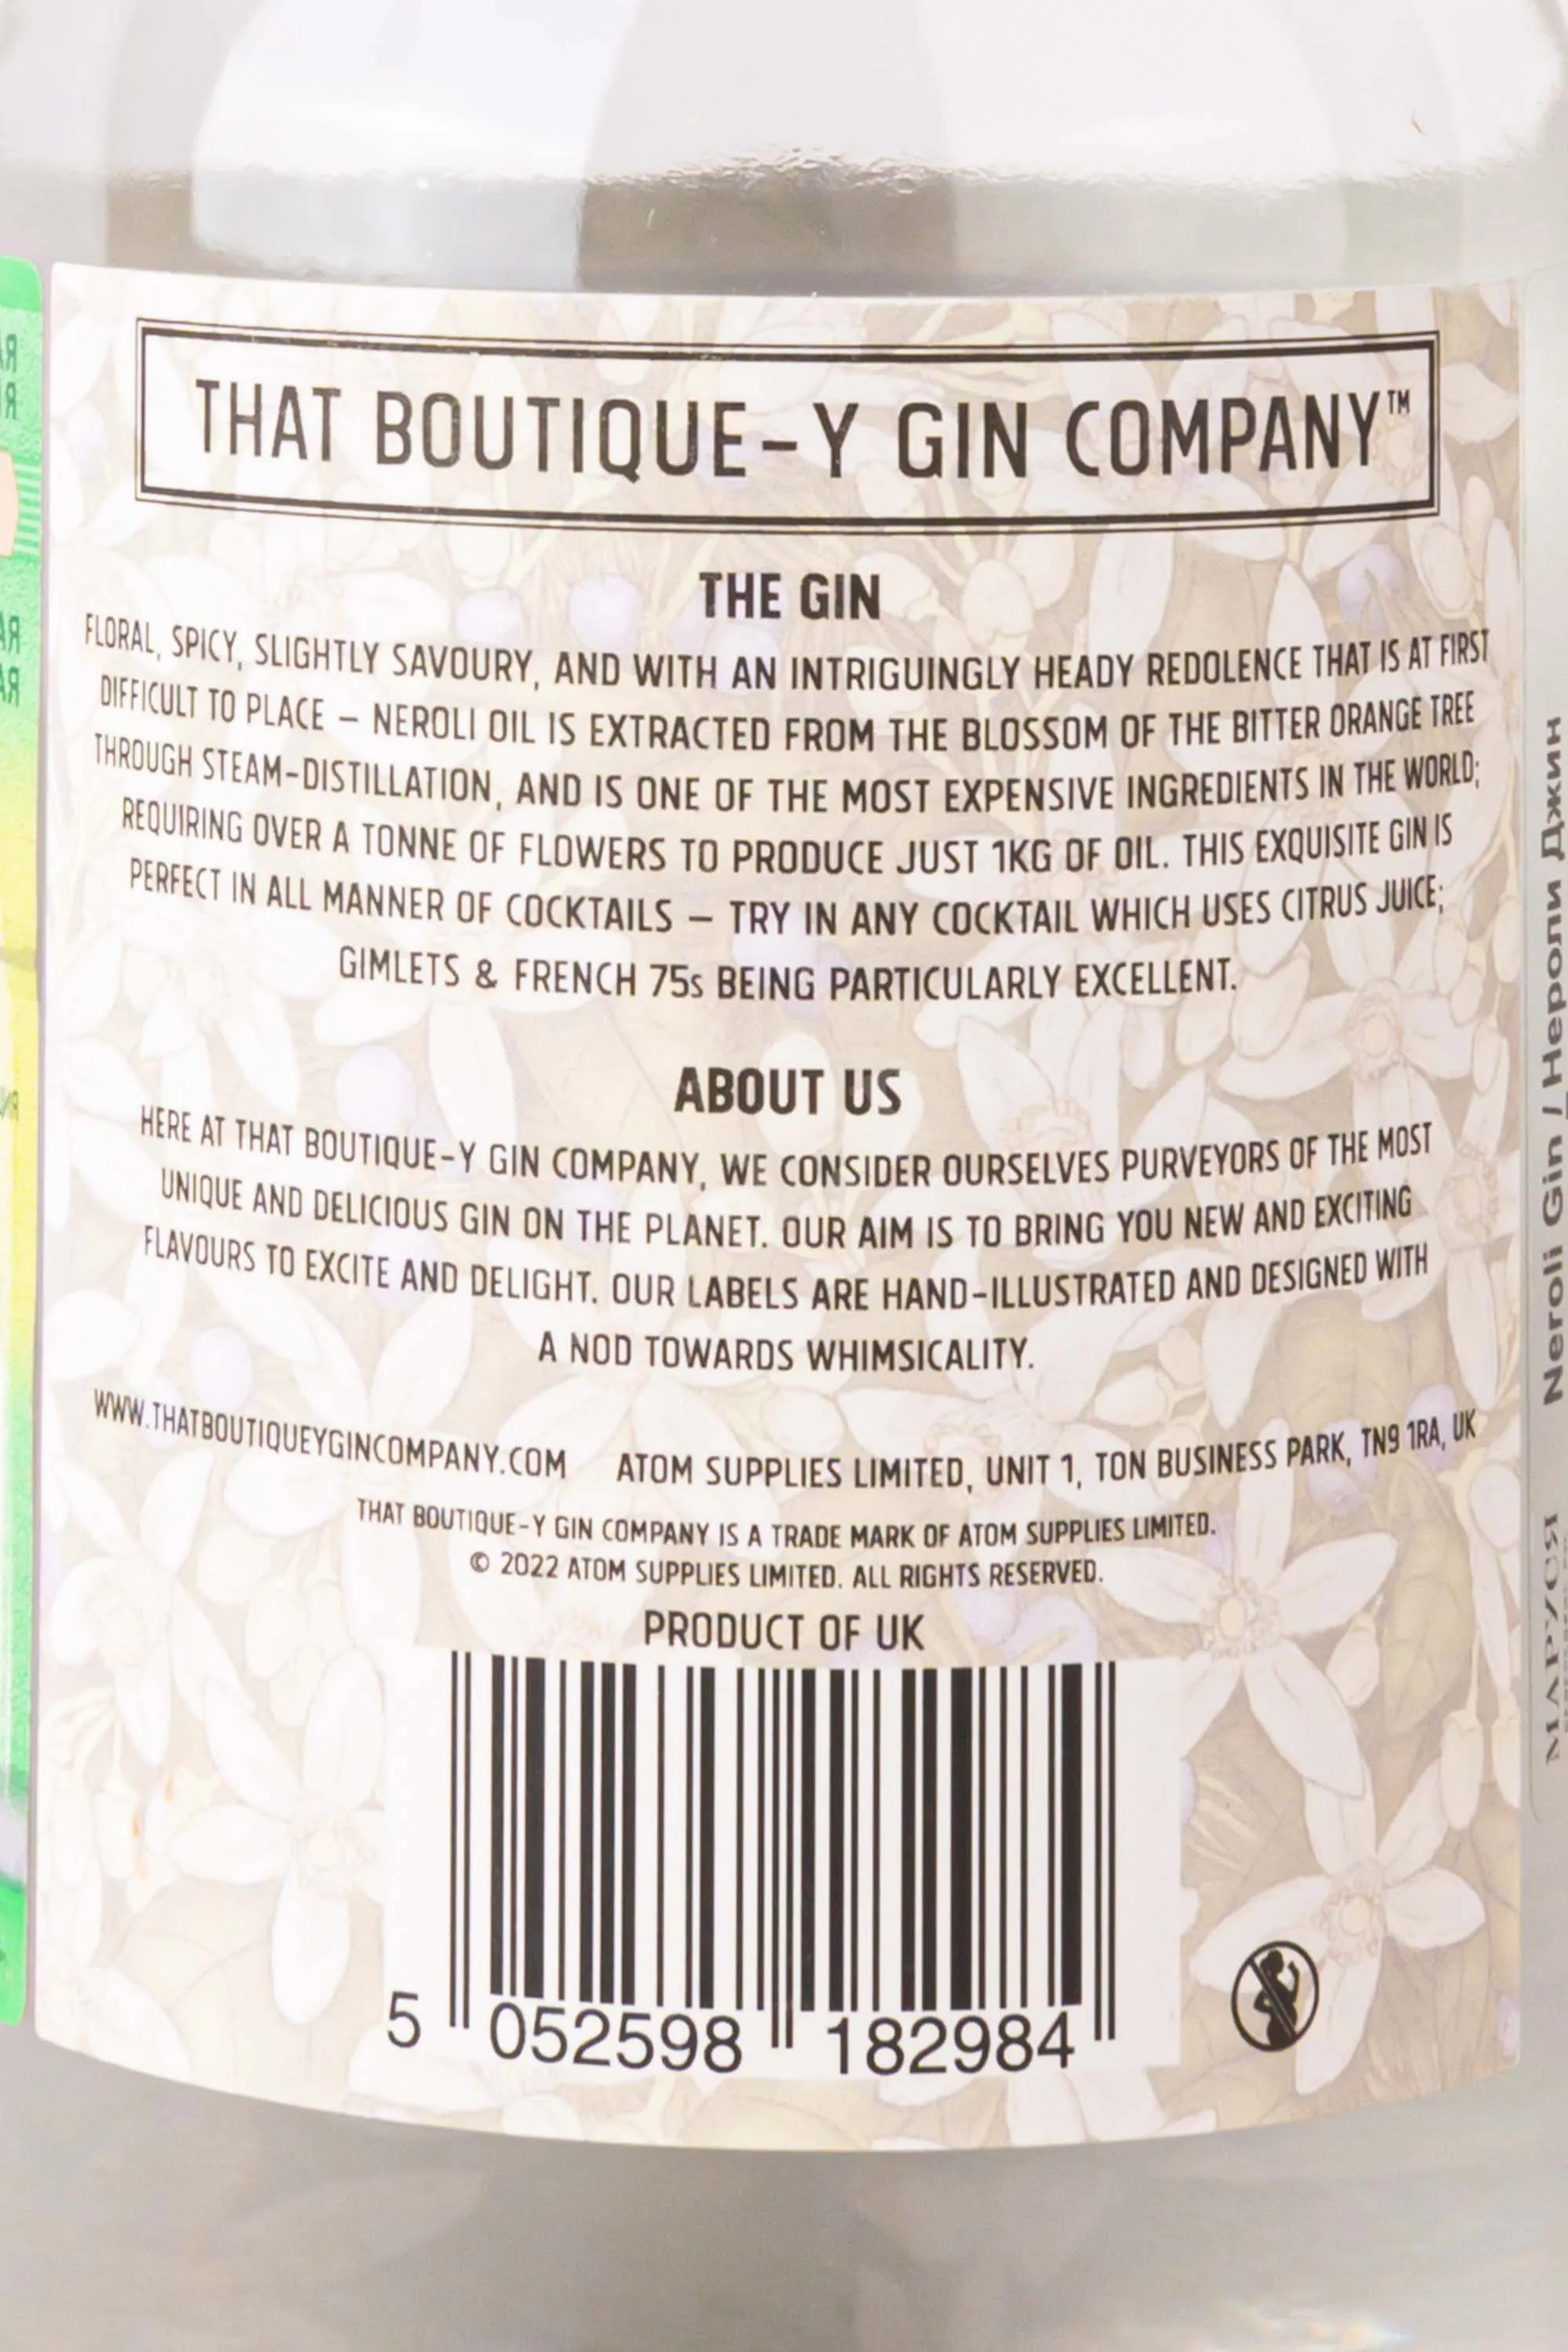 THAT BOUTIQUE-Y GIN COMPANY™
THE GIN
FLORAL, SPICY, SLIGHTLY SAVOURY, AND WITH AN INTRIGUINGLY HEADY REDOLENCE THAT IS AT FIRST
DIFFICULT TO PLACE – NEROLI OIL IS EXTRACTED FROM THE BLOSSOM OF THE BITTER ORANGE TREE
THROUGH STEAM-DISTILLATION, AND IS ONE OF THE MOST EXPENSIVE INGREDIENTS IN THE WORLD;
REQUIRING OVER A TONNE OF FLOWERS TO PRODUCE JUST 1KG OF OIL. THIS EXQUISITE GIN IS
PERFECT IN ALL MANNER OF COCKTAILS – TRY IN ANY COCKTAIL WHICH USES CITRUS JUICE;
GIMLETS & FRENCH 75s BEING PARTICULARLY EXCELLENT.
ABOUT US
HERE AT THAT BOUTIQUE-Y GIN COMPANY, WE CONSIDER OURSELVES PURVEYORS OF THE MOST
UNIQUE AND DELICIOUS GIN ON THE PLANET. OUR AIM IS TO BRING YOU NEW AND EXCITING
FLAVOURS TO EXCITE AND DELIGHT. OUR LABELS ARE HAND-ILLUSTRATED AND DESIGNED WITH
A NOD TOWARDS WHIMSICALITY.
WWW.THATBOUTIQUEYGINCOMPANY.COM ATOM SUPPLIES LIMITED, UNIT 1, TON BUSINESS PARK, TN9 1RA, UK
THAT BOUTIQUE-Y GIN COMPANY IS A TRADE MARK OF ATOM SUPPLIES LIMITED.
© 2022 ATOM SUPPLIES LIMITED. ALL RIGHTS RESERVED.
PRODUCT OF UK
5 052598 182984
Neroli Gin / Нероли Джин